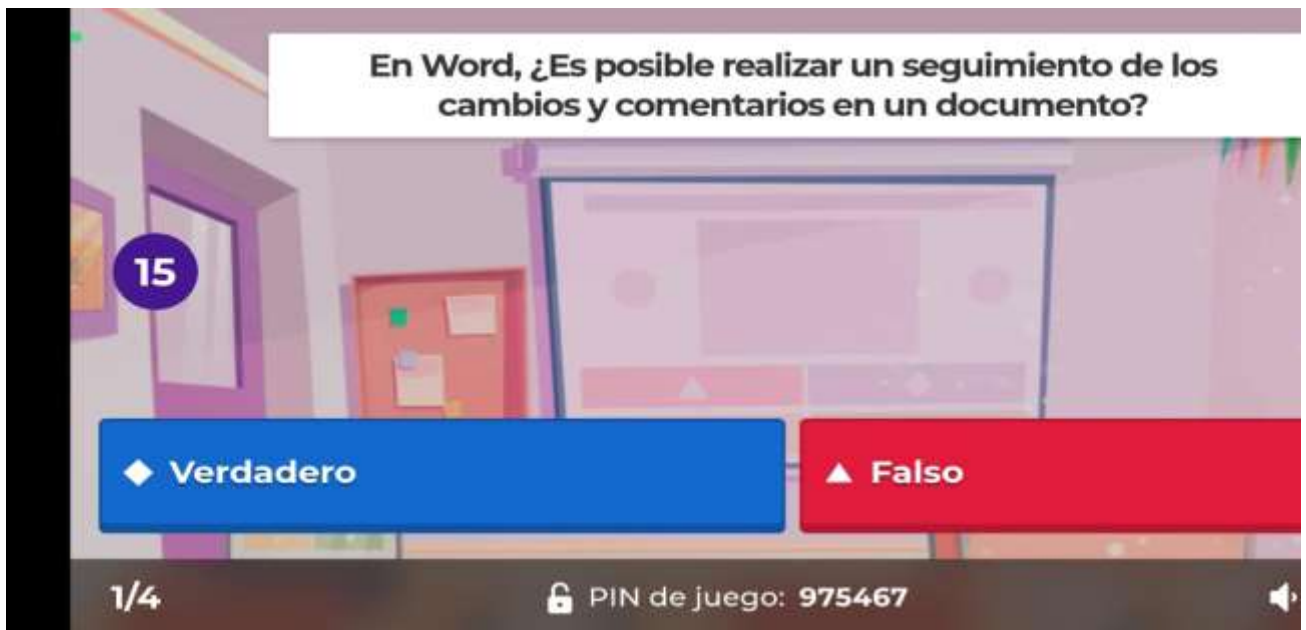 En Word, ¿Es posible realizar un seguimiento de los
cambios y comentarios en un documento?
15
Verdadero
Falso
1/4
PIN de juego: 975467